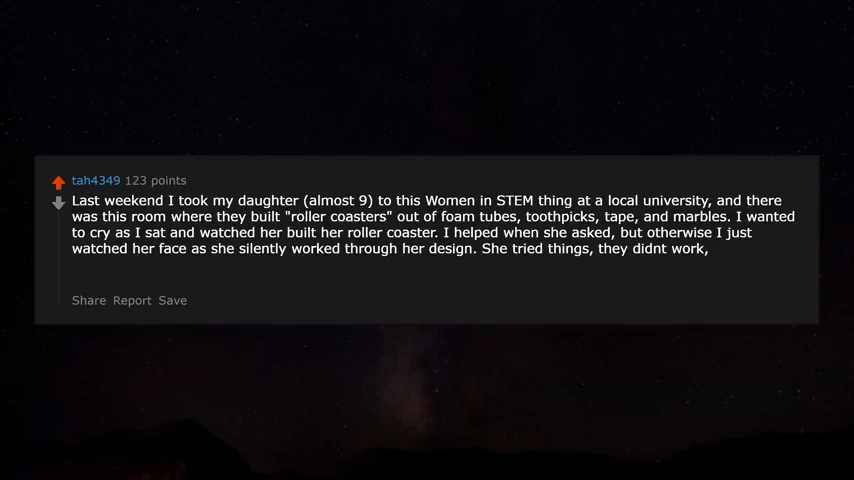 tah4349 123 points
Last weekend I took my daughter (almost 9) to this Women in STEM thing at a local university, and there
was this room where they built "roller coasters" out of foam tubes, toothpicks, tape, and marbles. I wanted
to cry as I sat and watched her built her roller coaster. I helped when she asked, but otherwise I just
watched her face as she silently worked through her design. She tried things, they didnt work,
Share Report Save